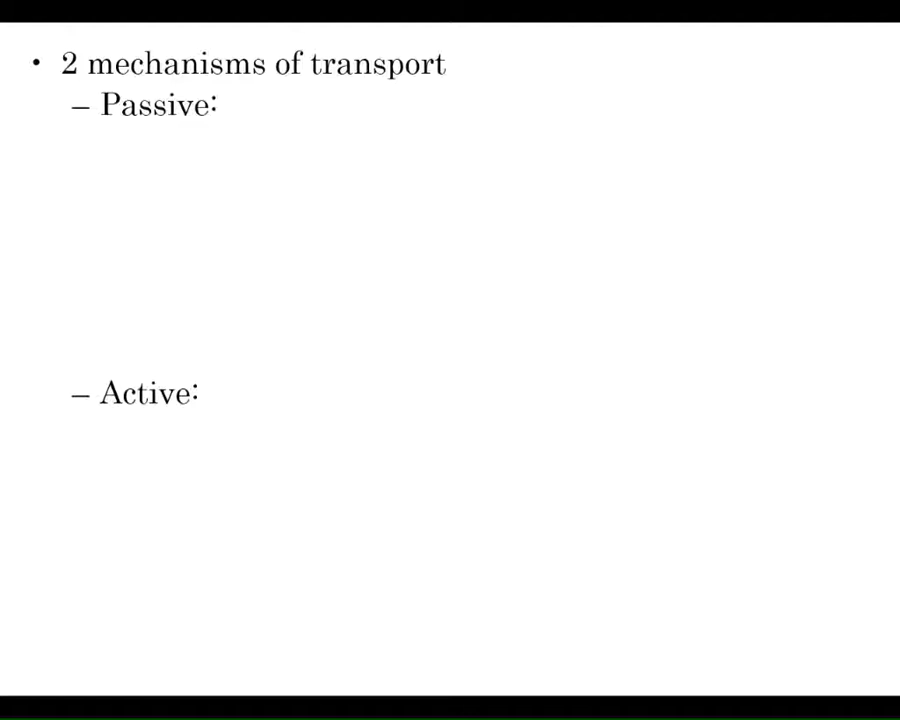 • 2 mechanisms of transport
– Passive:
– Active: